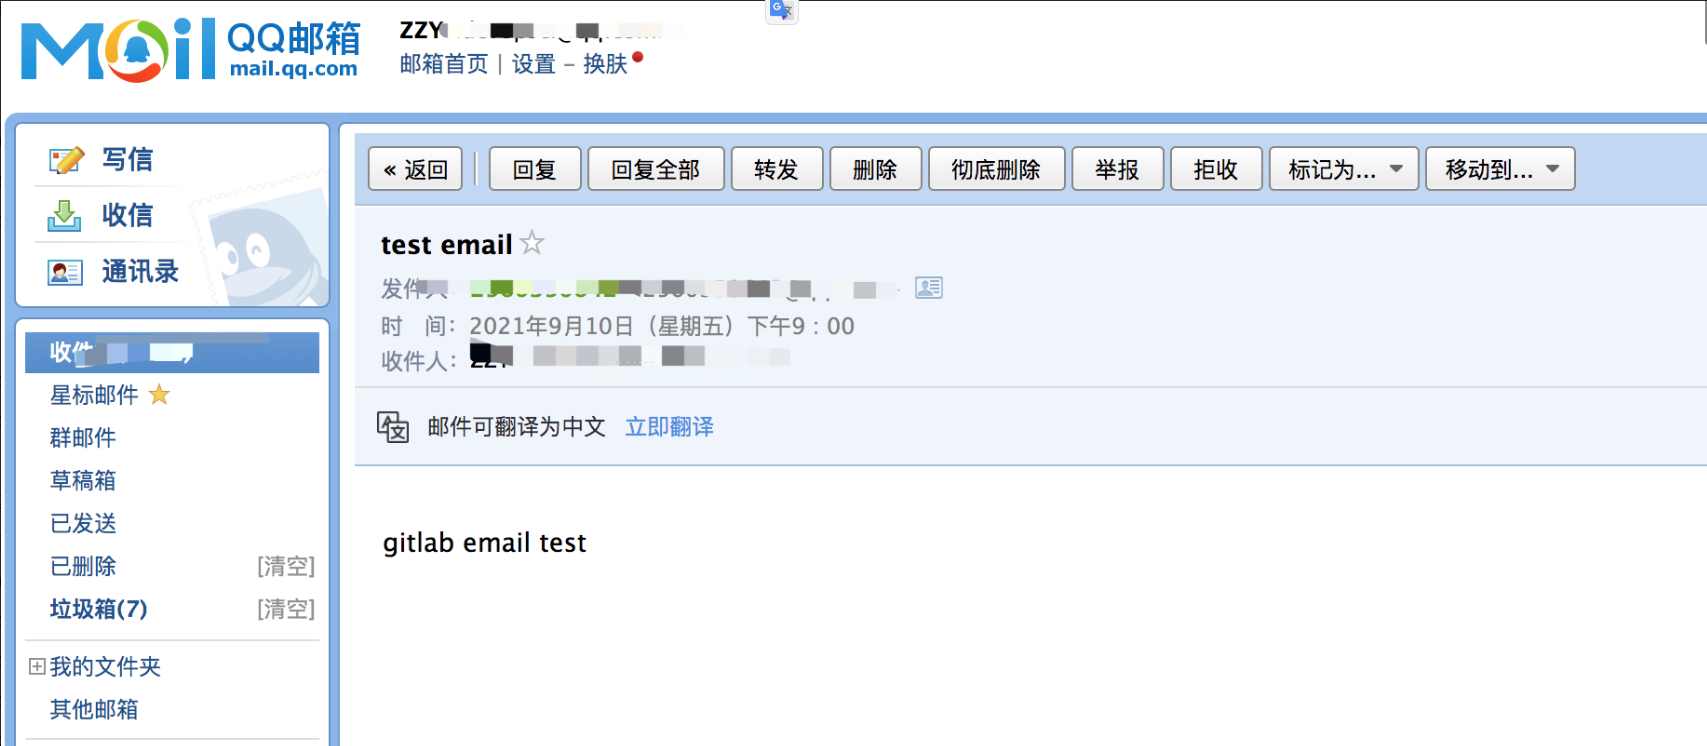 Mail QQ邮箱
mail.qq.com
ZZY
邮箱首页 | 设置 - 换肤
写信
收信
通讯录
« 返回 回复 回复全部 转发 删除 彻底删除 举报 拒收 标记为... 移动到...
test email
发件人
时 间： 2021年9月10日（星期五）下午9：00
收件人： ZZY
邮件可翻译为中文 立即翻译
gitlab email test
收件
星标邮件
群邮件
草稿箱
已发送
已删除 [清空]
垃圾箱(7) [清空]
我的文件夹
其他邮箱